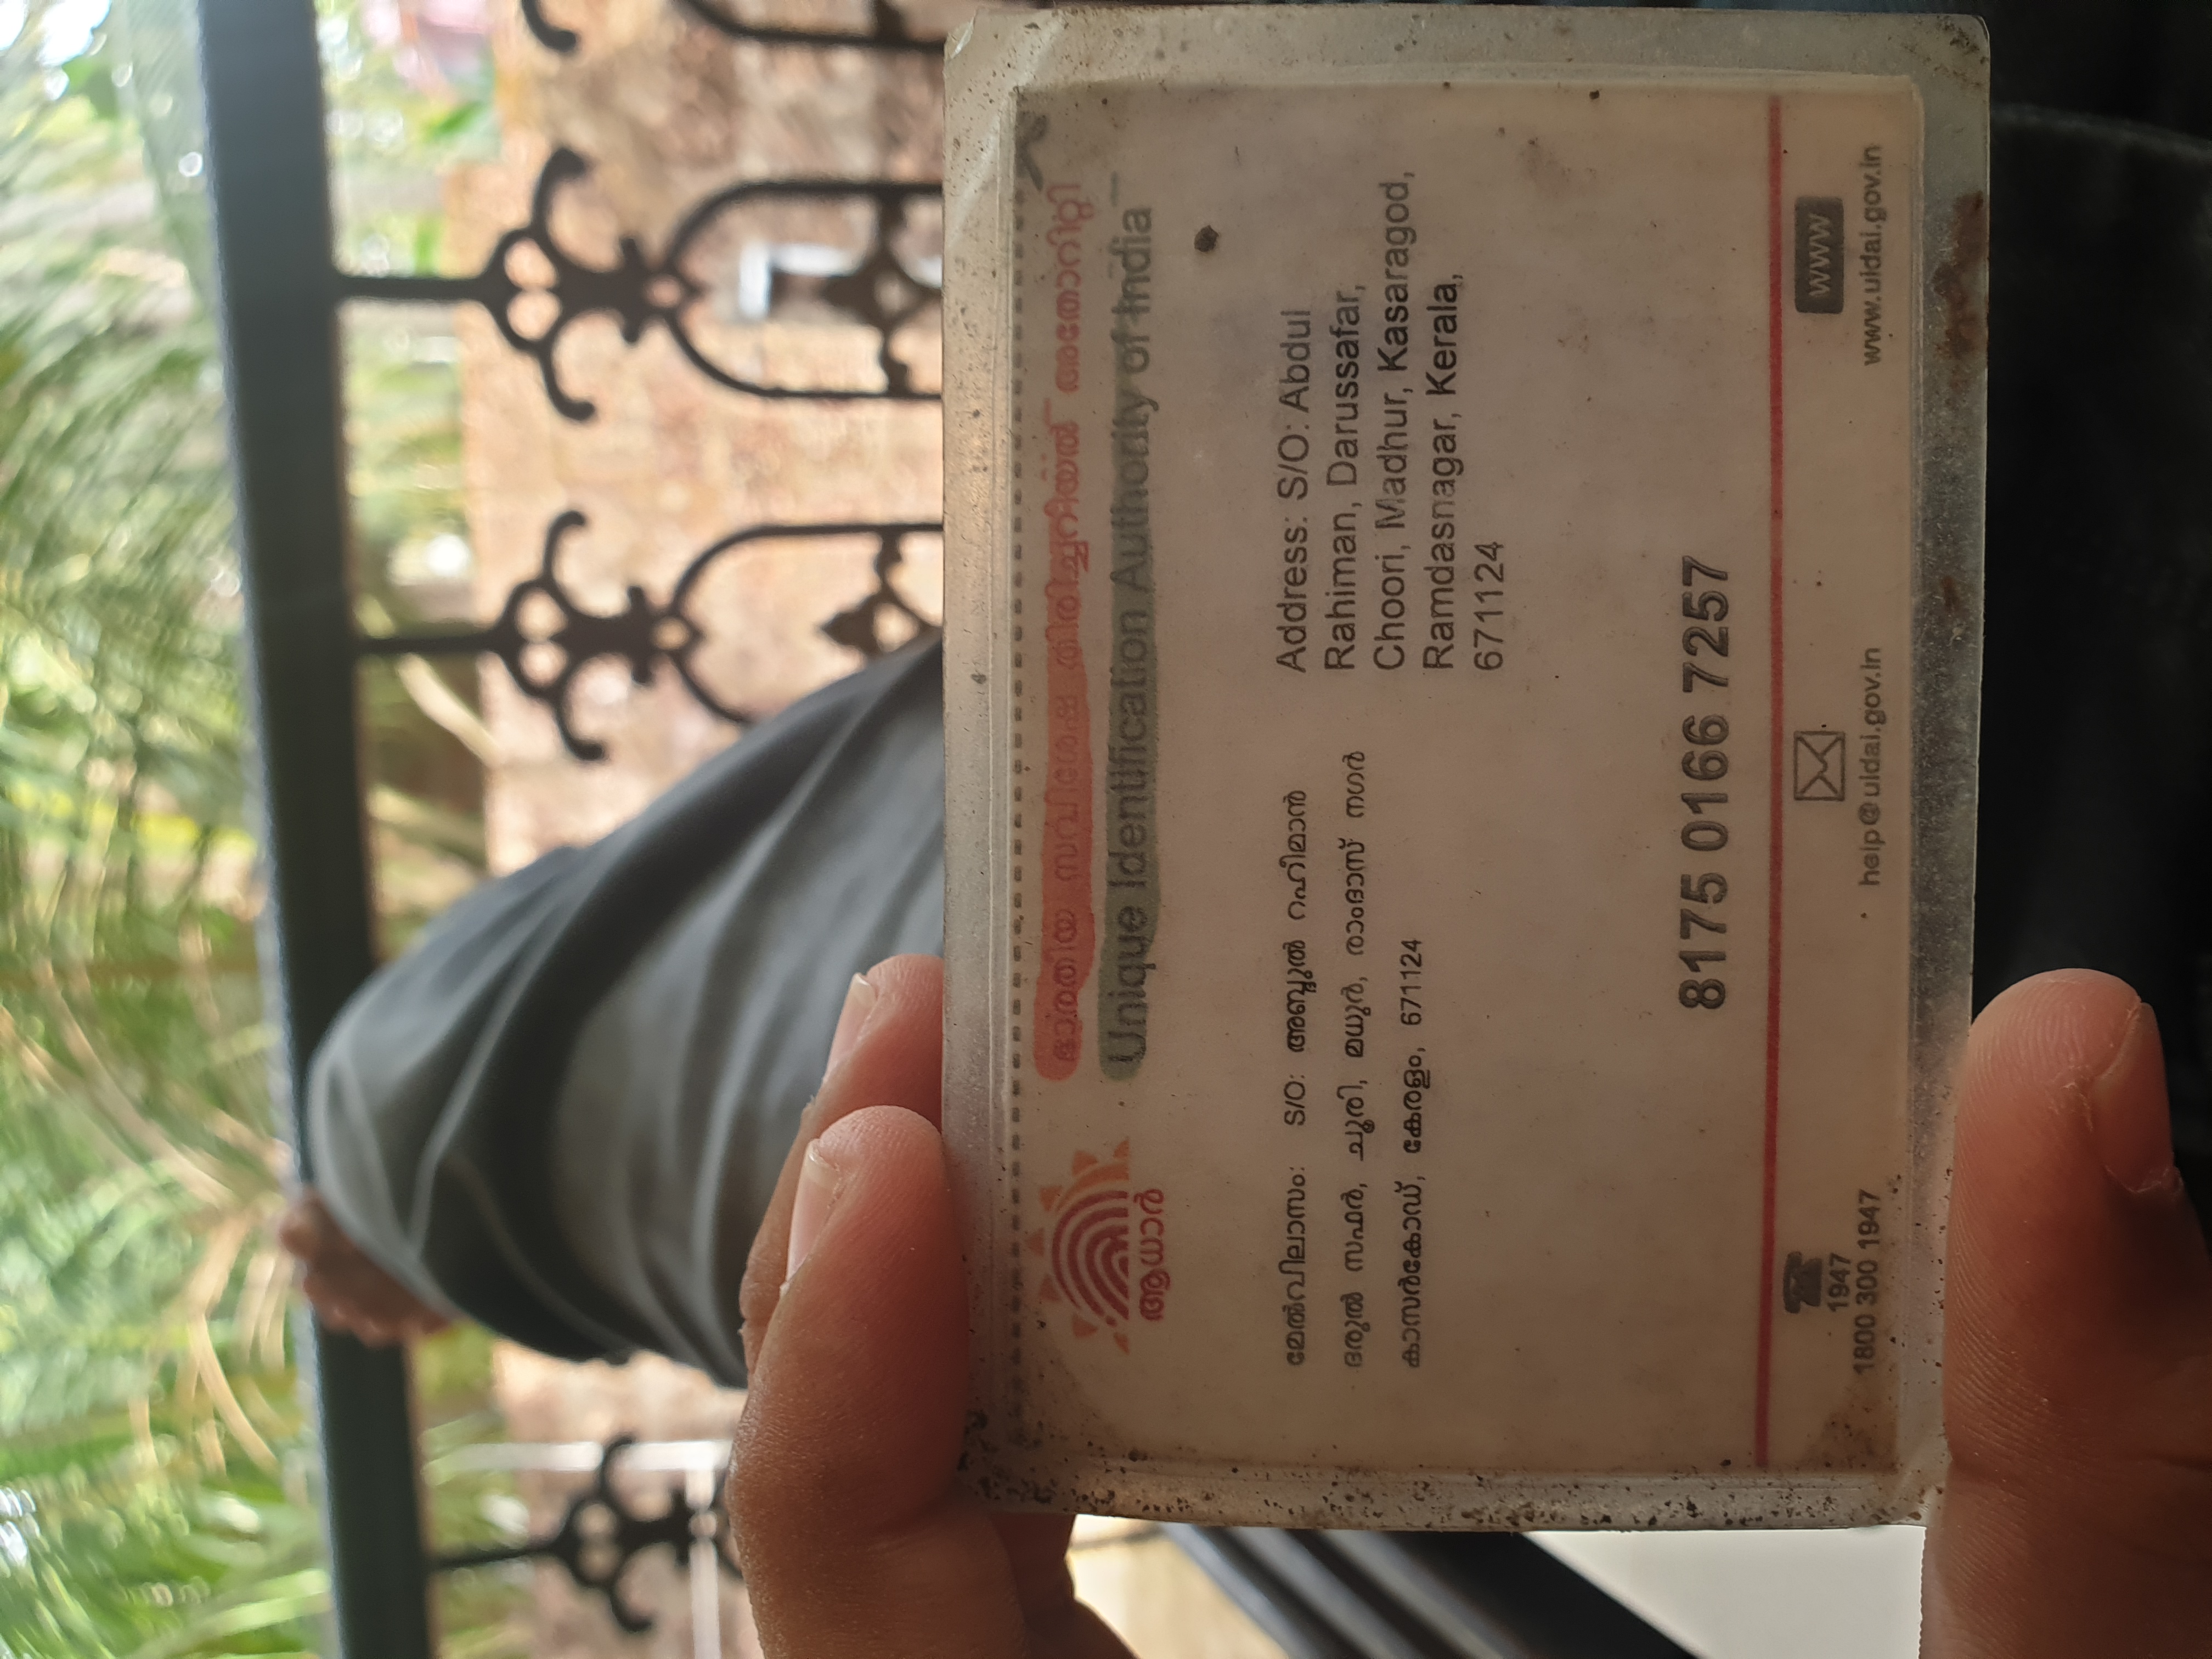 ആധാർ
ഭാരതീയ സവിശേഷ തിരിച്ചറിയൽ അതോറിറ്റി
Unique Identification Authority of India
മേൽവിലാസം: S/O: അബ്ദുൽ റഹീമാൻ
ദരുൽ സഫർ, ചൂരി, മധുർ, രാംദാസ് നഗർ
കാസർകോഡ്, കേരളം, 671124
Address: S/O: Abdul
Rahiman, Darussafar,
Choori, Madhur, Kasaragod,
Ramdasnagar, Kerala,
671124
8175 0166 7257
1947
1800 300 1947
help@uidai.gov.in
WWW
www.uidai.gov.in